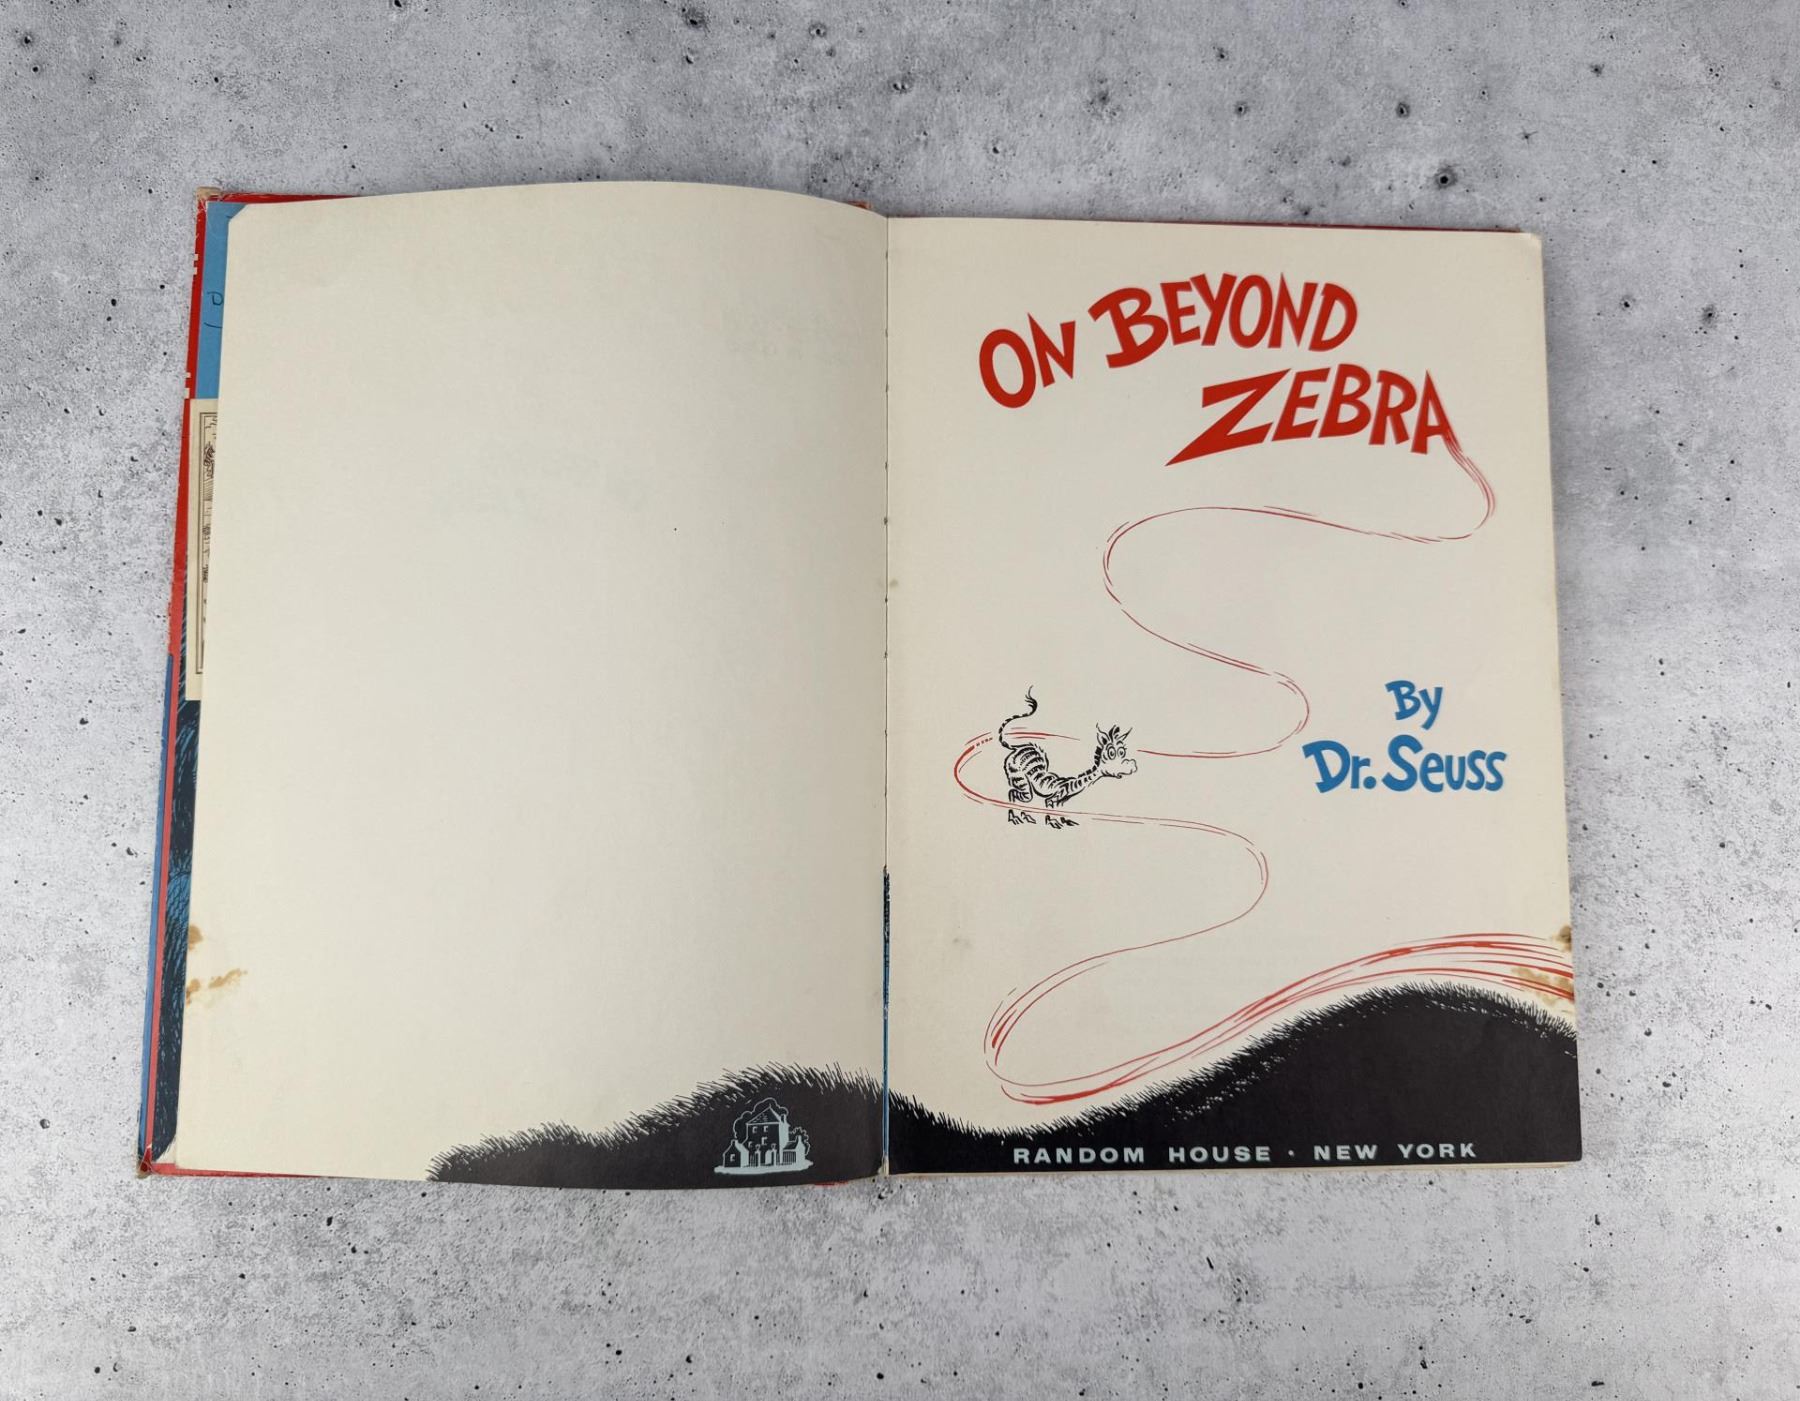 ON BEYOND
ZEBRA
By
Dr. Seuss
RANDOM HOUSE · NEW YORK